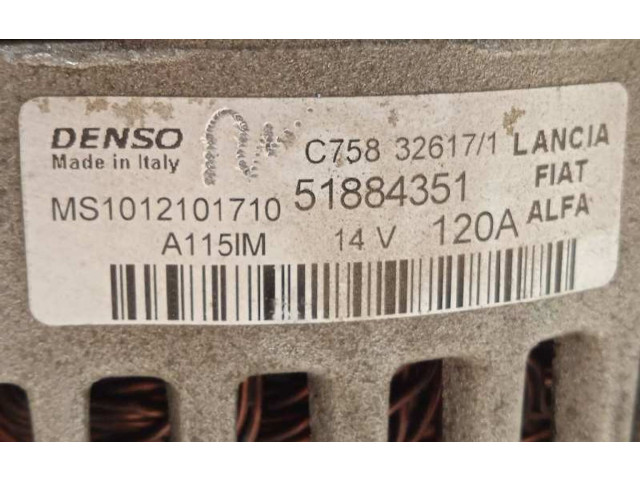 DENSO
Made in Italy
C758 32617/1
LANCIA
FIAT
ALFA
MS1012101710
51884351
A115IM
14 V
120A